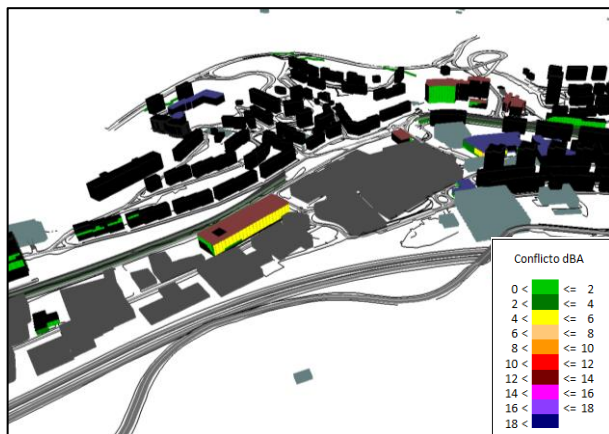 Conflicto dBA
0 < <= 2
2 < <= 4
4 < <= 6
6 < <= 8
8 < <= 10
10 < <= 12
12 < <= 14
14 < <= 16
16 < <= 18
18 <